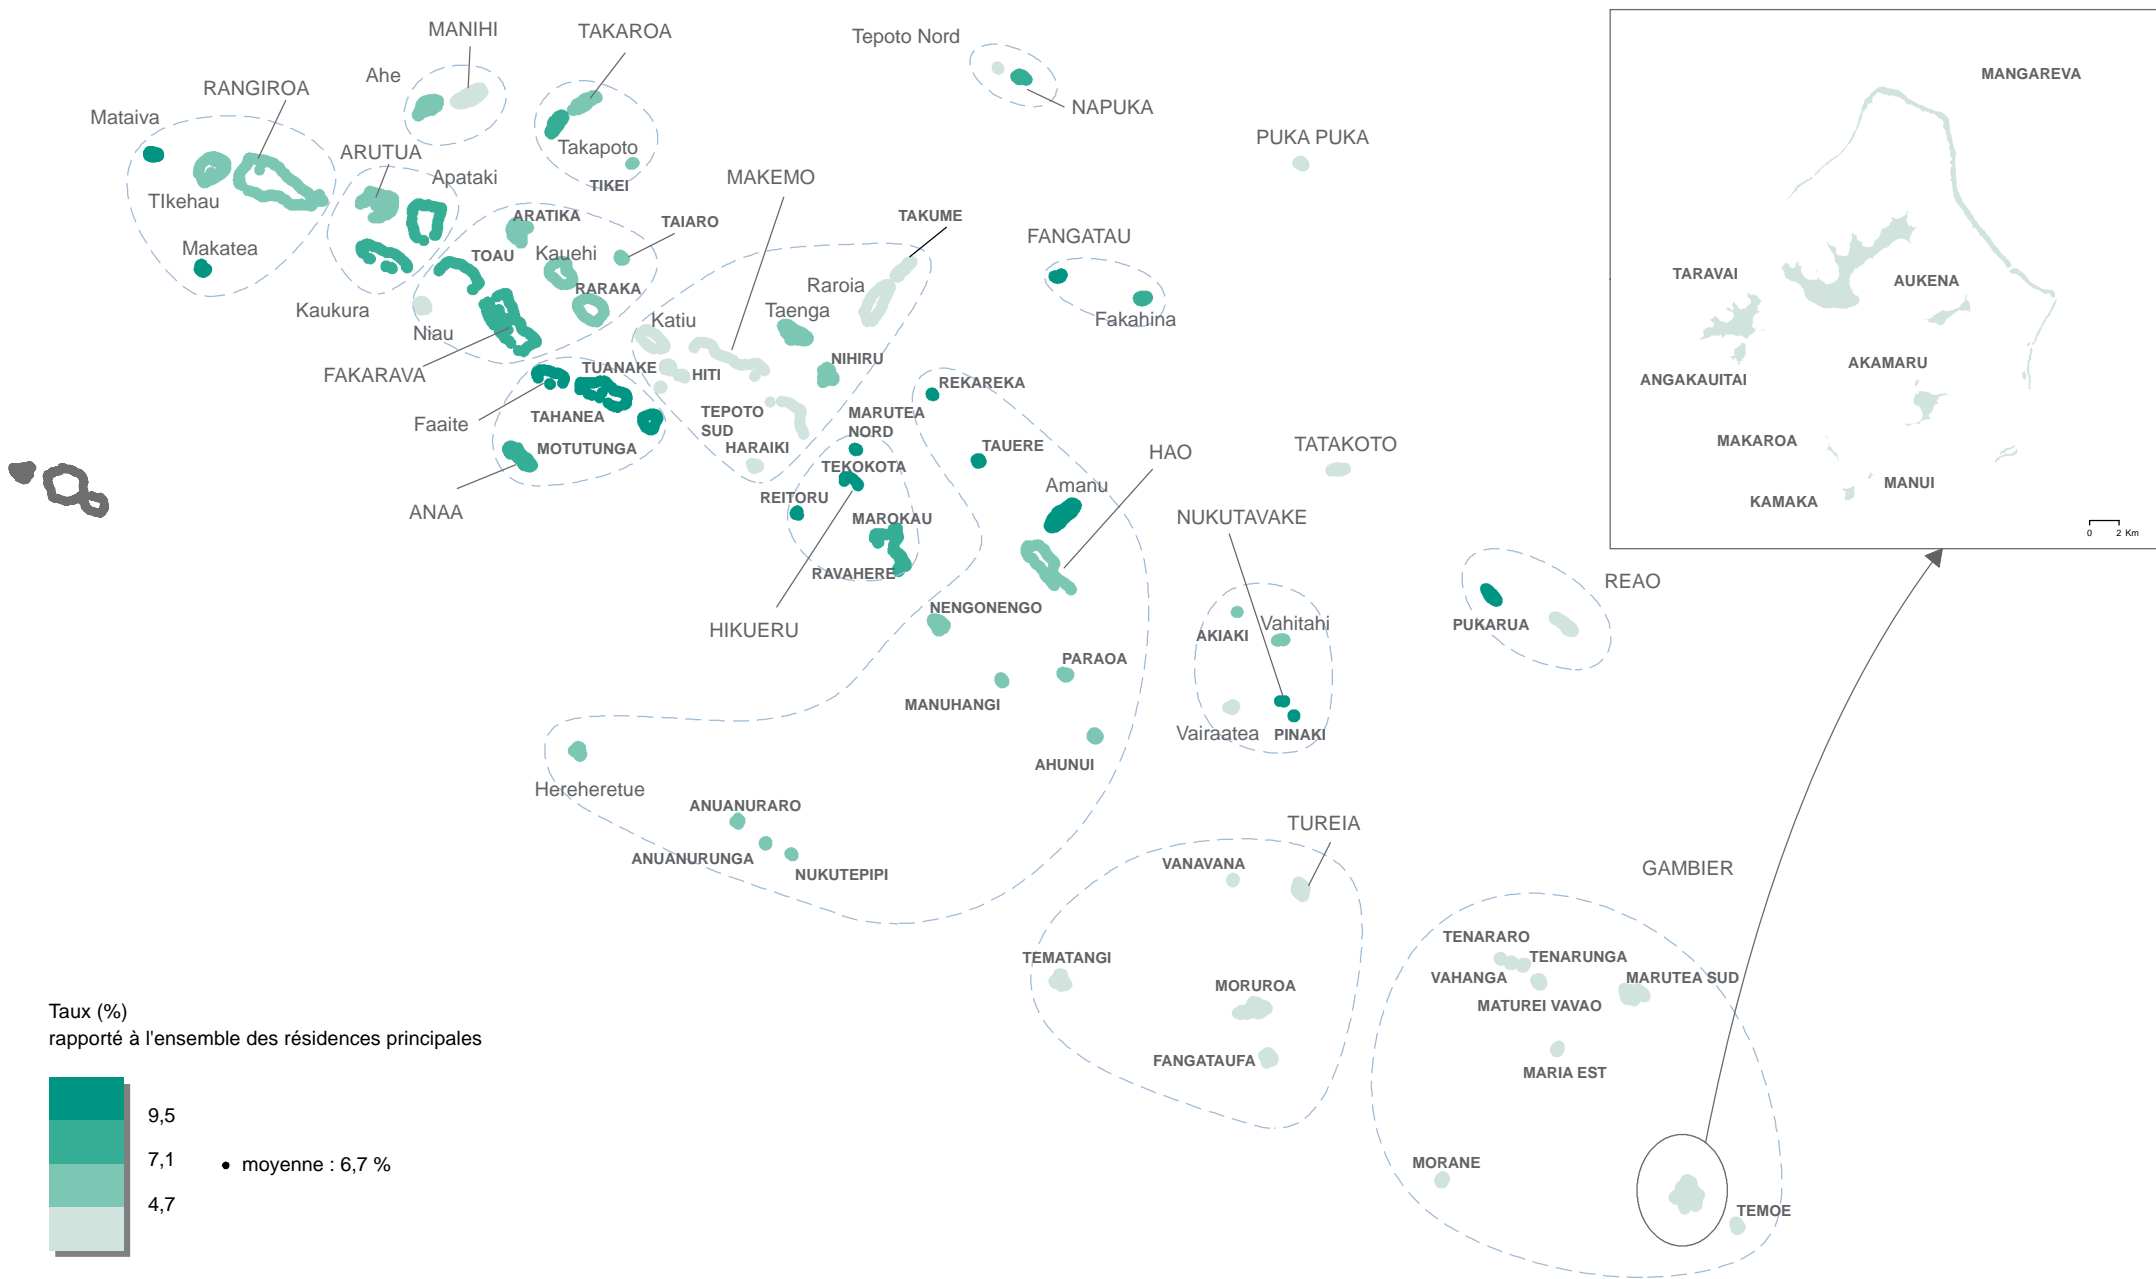 MANIHI
TAKAROA
Tepoto Nord
Ahe
RANGIROA
NAPUKA
Mataiva
PUKA PUKA
ARUTUA
Takapoto
Apataki
MAKEMO
TIKEI
TIkehau
ARATIKA
TAIARO
TAKUME
FANGATAU
Makatea
TOAU
Kauehi
RARAKA
Raroia
Kaukura
Niau
Katiu
Taenga
Fakahina
FAKARAVA
TUANAKE
HITI
NIHIRU
REKAREKA
Faaite
TAHANEA
TEPOTO
SUD
MARUTEA
NORD
MOTUTUNGA
HARAIKI
TEKOKOTA
TAUERE
HAO
TATAKOTO
ANAA
REITORU
Amanu
MAROKAU
NUKUTAVAKE
RAVAHERE
REAO
HIKUERU
NENGONENGO
AKIAKI
Vahitahi
PUKARUA
PARAOA
MANUHANGI
Vairaatea
PINAKI
AHUNUI
Hereheretue
ANUANURARO
ANUANURUNGA
NUKUTEPIPI
TUREIA
VANAVANA
GAMBIER
TEMATANGI
MORUROA
FANGATAUFA
TENARARO
TENARUNGA
VAHANGA
MARUTEA SUD
MATUREI VAVAO
MARIA EST
MORANE
TEMOE
MANGAREVA
TARAVAI
AUKENA
ANGAKAUITAI
AKAMARU
MAKAROA
KAMAKA
MANUI
0 2 Km
Taux (%)
rapporté à l'ensemble des résidences principales
9,5
7,1
4,7
moyenne : 6,7 %